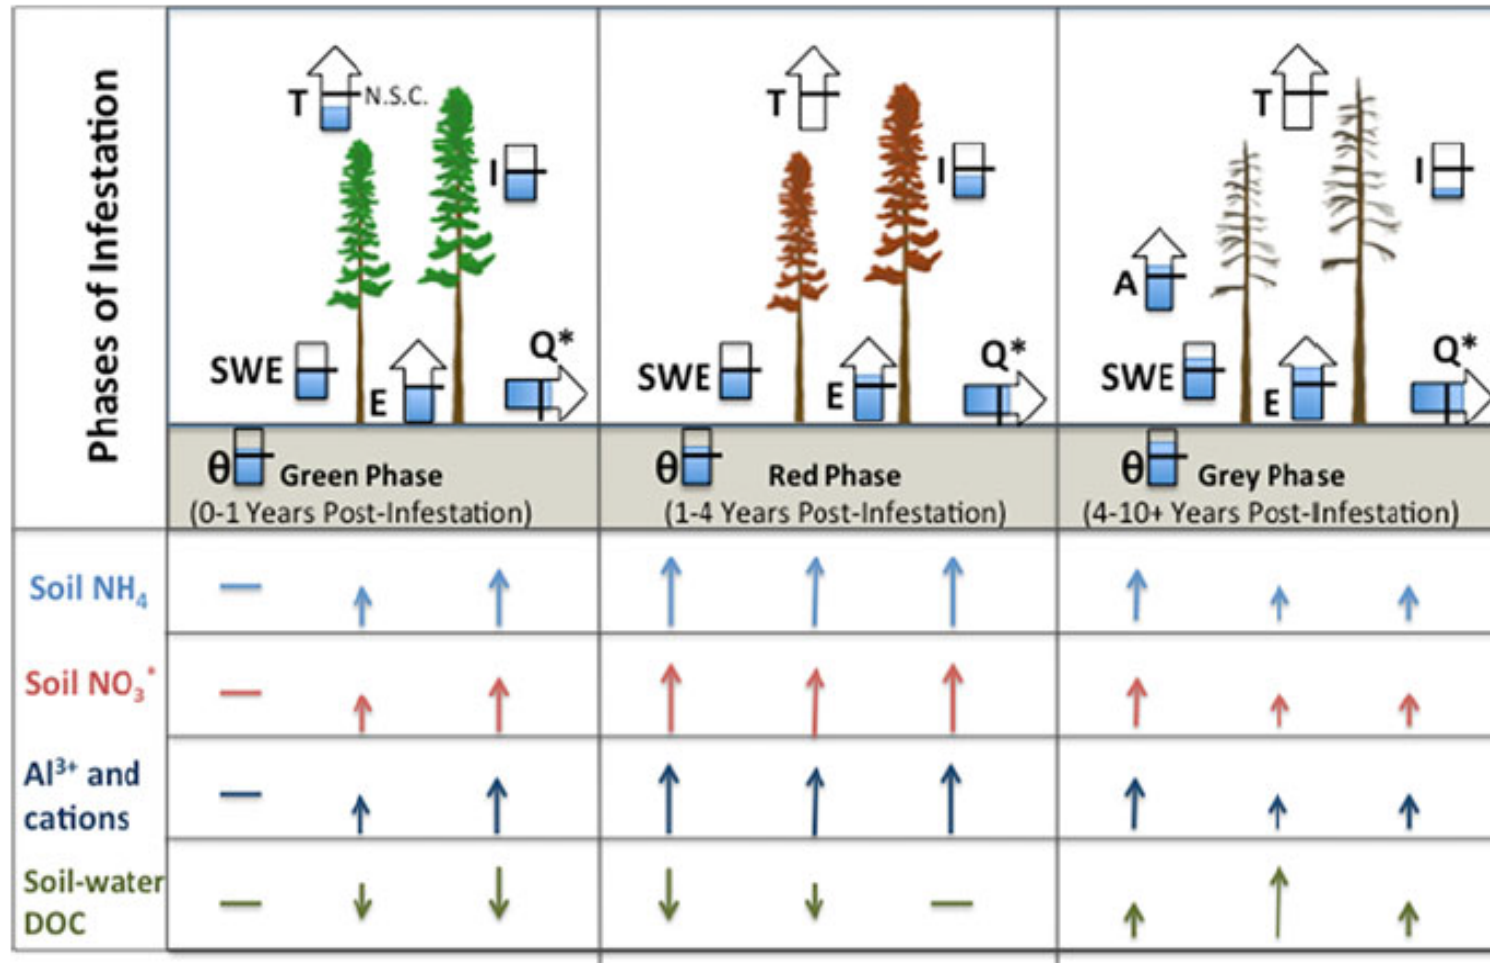 Phases of Infestation
T
N.S.C.
I
SWE
E
Q*
θ
Green Phase
(0-1 Years Post-Infestation)
T
I
SWE
E
Q*
θ
Red Phase
(1-4 Years Post-Infestation)
T
I
A
SWE
E
Q*
θ
Grey Phase
(4-10+ Years Post-Infestation)
Soil NH₄
Soil NO₃*
Al³⁺ and
cations
Soil-water
DOC